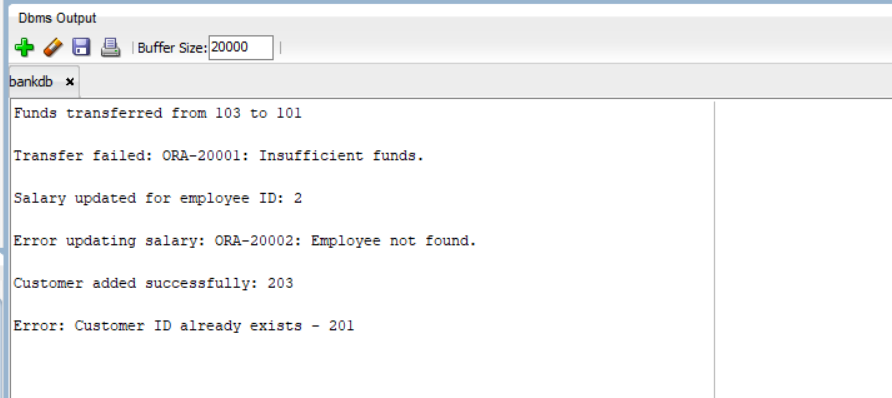 Dbms Output
Buffer Size: 20000
bankdb
Funds transferred from 103 to 101
Transfer failed: ORA-20001: Insufficient funds.
Salary updated for employee ID: 2
Error updating salary: ORA-20002: Employee not found.
Customer added successfully: 203
Error: Customer ID already exists - 201